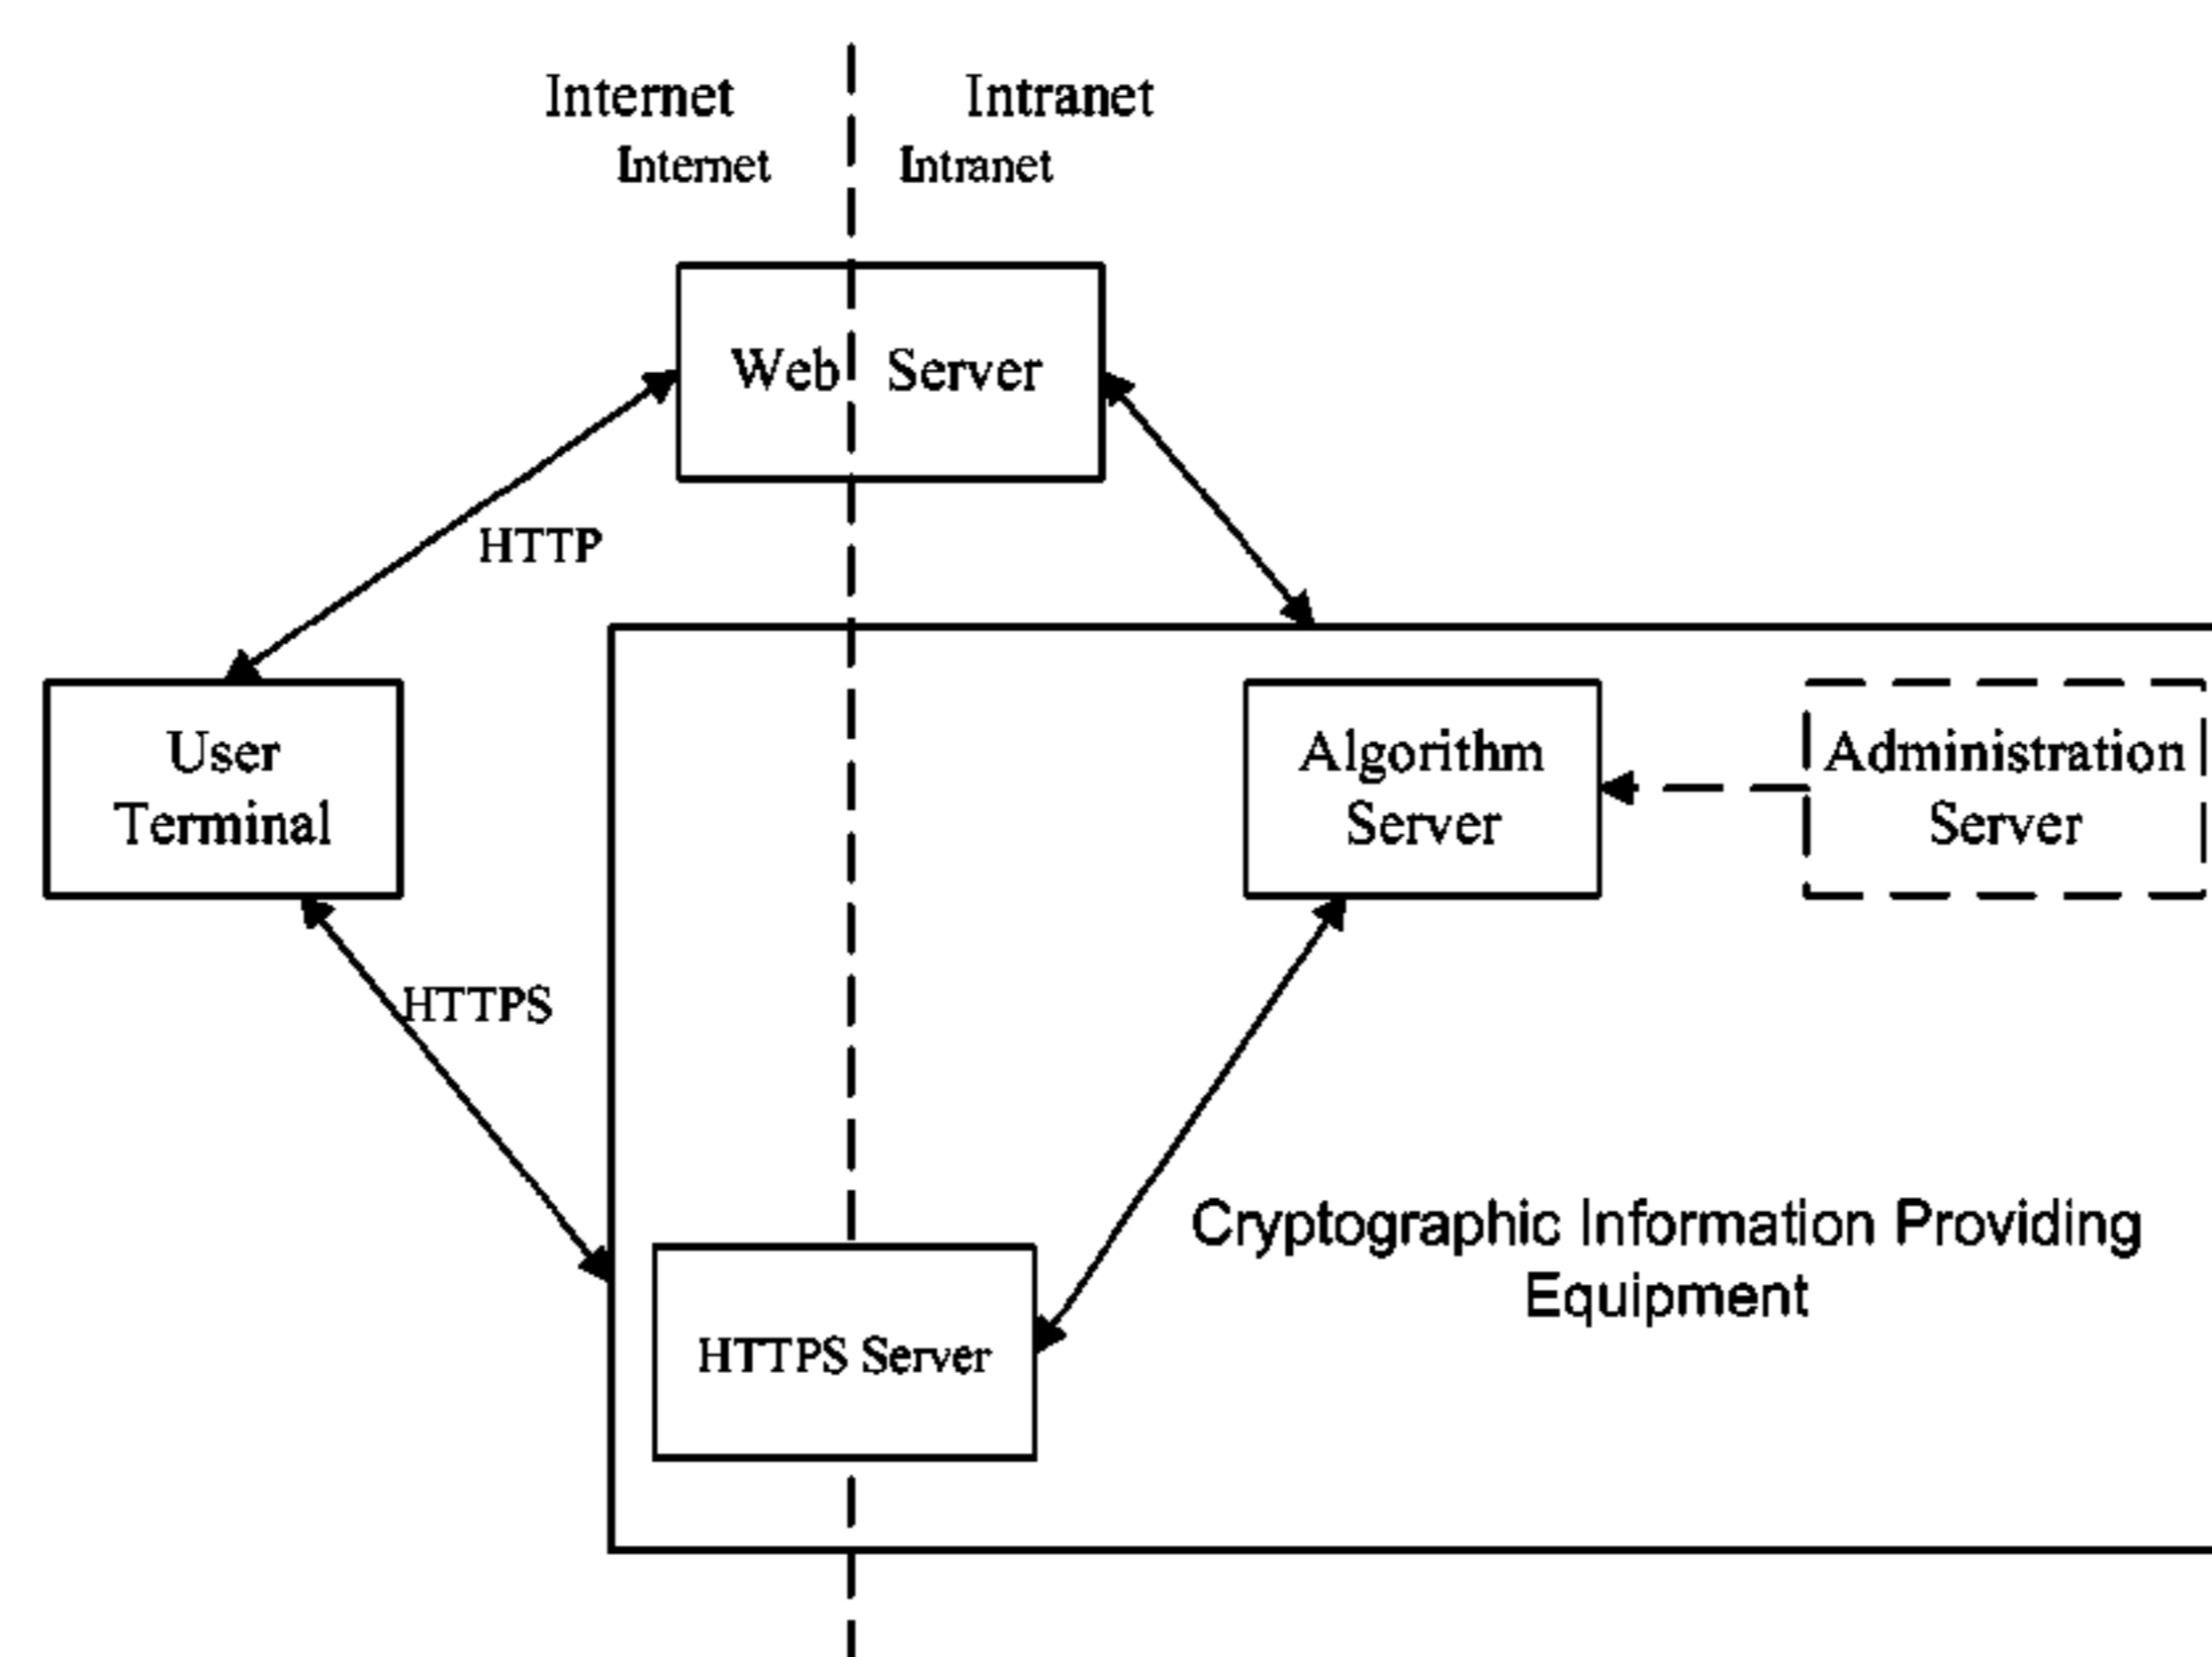 Internet
Intranet
Internet
Intranet
Web Server
HTTP
User
Terminal
Algorithm
Server
Administration
Server
HTTPS
Cryptographic Information Providing
Equipment
HTTPS Server